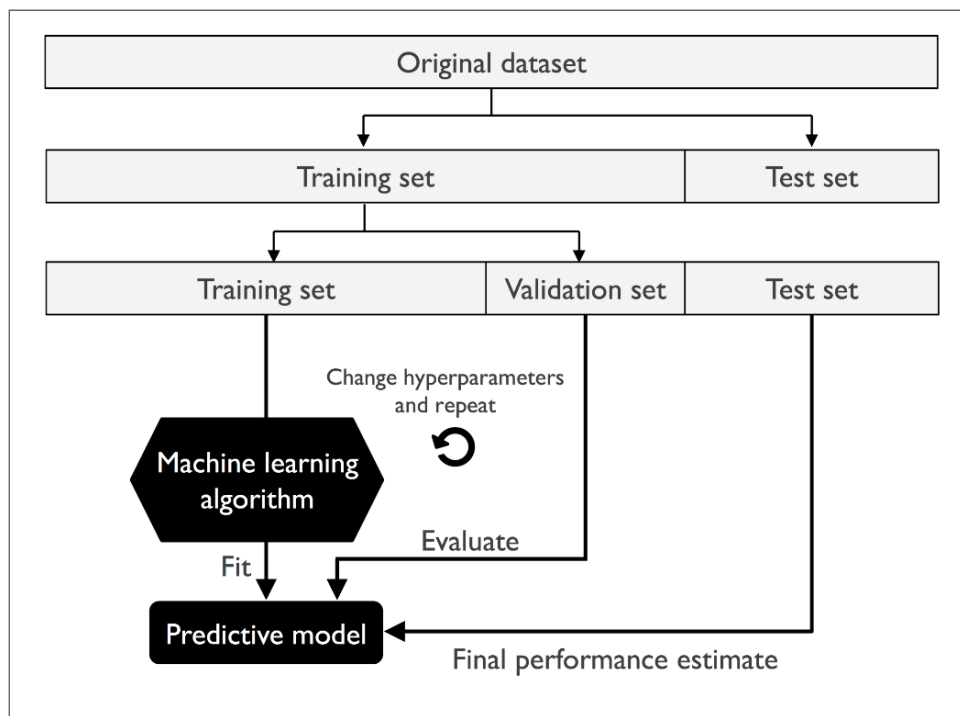 Original dataset
Training set
Test set
Training set
Validation set
Test set
Change hyperparameters
and repeat
Machine learning
algorithm
Evaluate
Fit
Predictive model
Final performance estimate